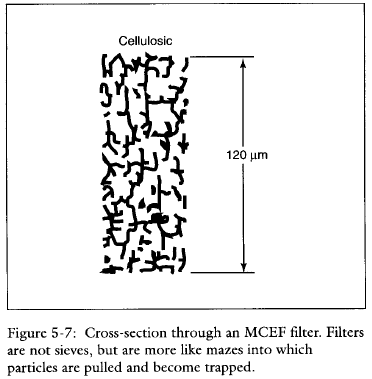 Cellulosic
120 µm
Figure 5-7: Cross-section through an MCEF filter. Filters
are not sieves, but are more like mazes into which
particles are pulled and become trapped.